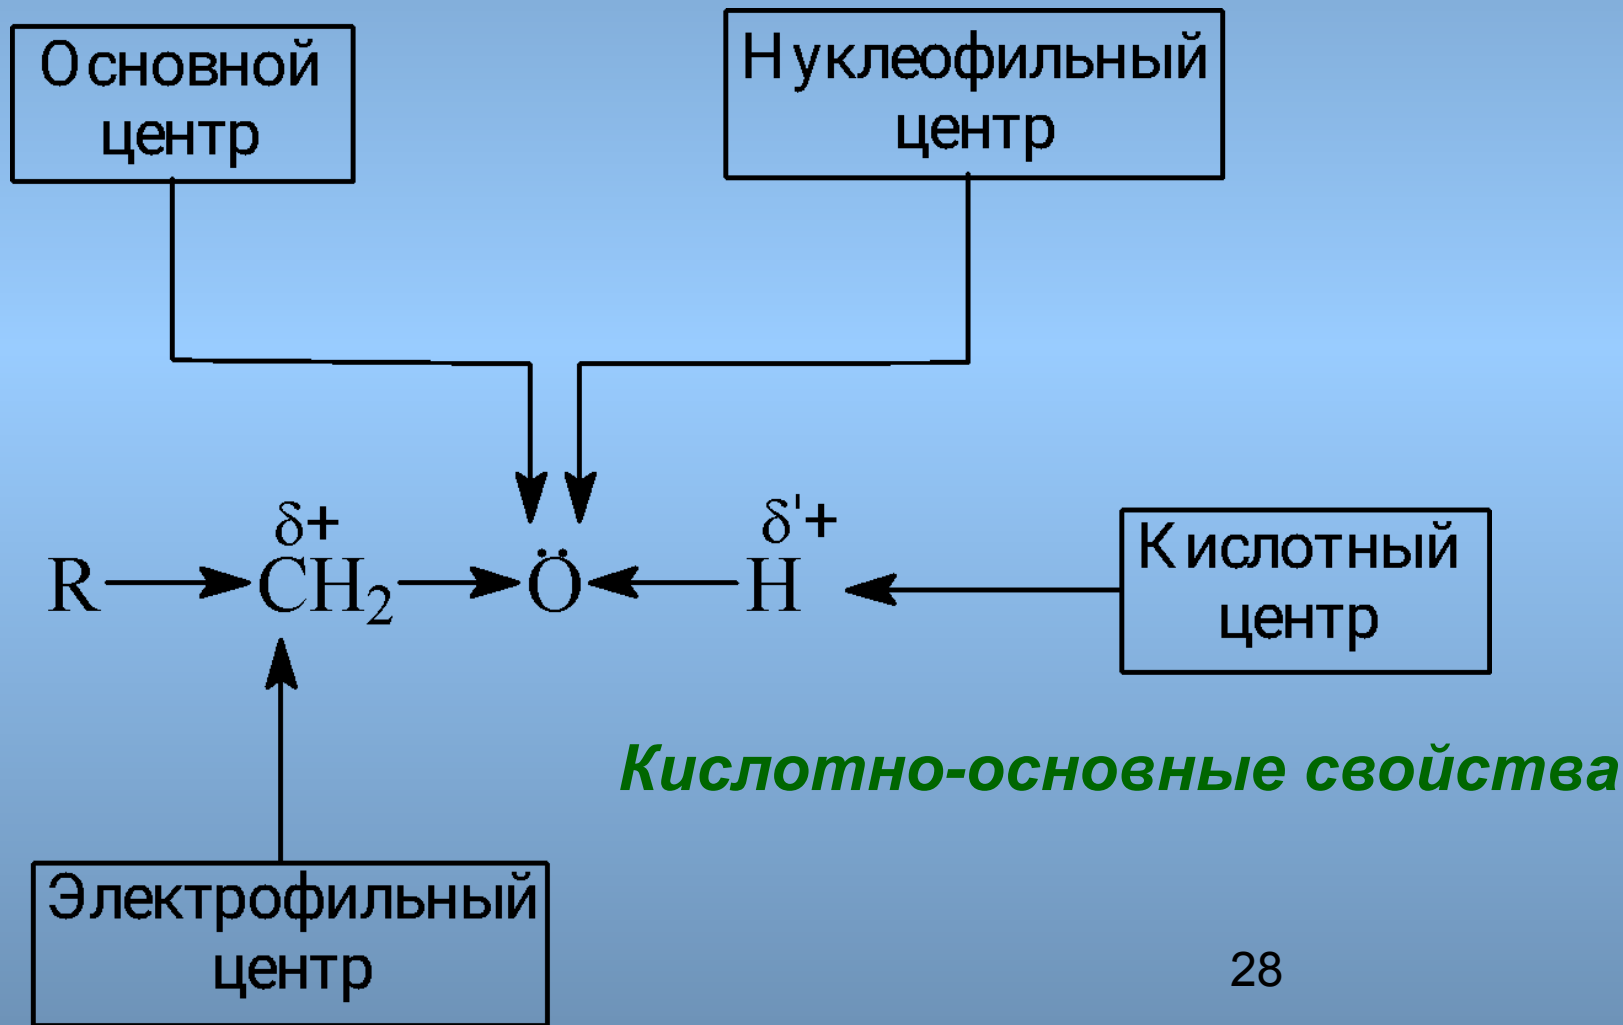 Основной
центр
Нуклеофильный
центр
δ+ δ'+
R CH₂ Ö H
Кислотный
центр
Кислотно-основные свойства
Электрофильный
центр
28